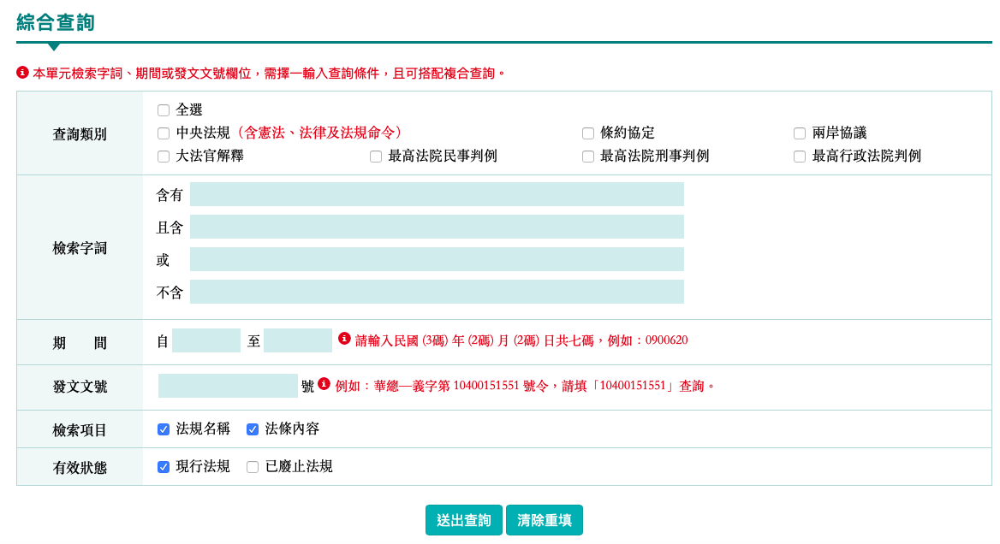 綜合查詢
本單元檢索字詞、期間或發文文號欄位，需擇一輸入查詢條件，且可搭配複合查詢。
查詢類別
全選
中央法規（含憲法、法律及法規命令） 條約協定 兩岸協議
大法官解釋 最高法院民事判例 最高法院刑事判例 最高行政法院判例
檢索字詞
含有
且含
或
不含
期 間 自 至 請輸入民國 (3碼) 年 (2碼) 月 (2碼) 日共七碼，例如：0900620
發文文號 號 例如：華總一義字第 10400151551 號令，請填「10400151551」查詢。
檢索項目 法規名稱 法條內容
有效狀態 現行法規 已廢止法規
送出查詢 清除重填